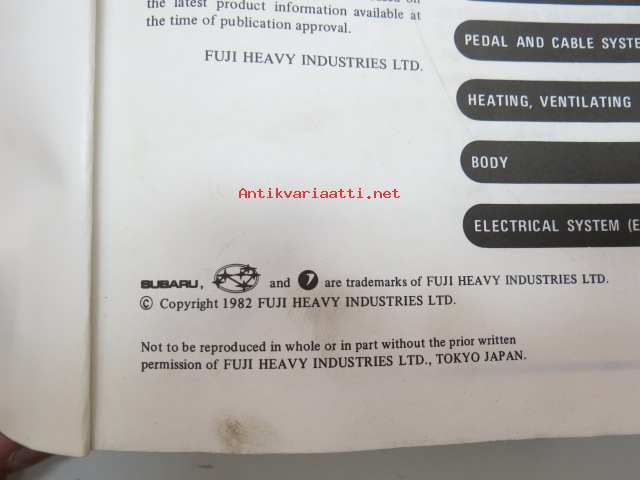 the latest product information available at
the time of publication approval.
FUJI HEAVY INDUSTRIES LTD.
PEDAL AND CABLE SYSTE
HEATING, VENTILATING
BODY
ELECTRICAL SYSTEM (E
Antikvariaatti.net
SUBARU, and are trademarks of FUJI HEAVY INDUSTRIES LTD.
© Copyright 1982 FUJI HEAVY INDUSTRIES LTD.
Not to be reproduced in whole or in part without the prior written
permission of FUJI HEAVY INDUSTRIES LTD., TOKYO JAPAN.